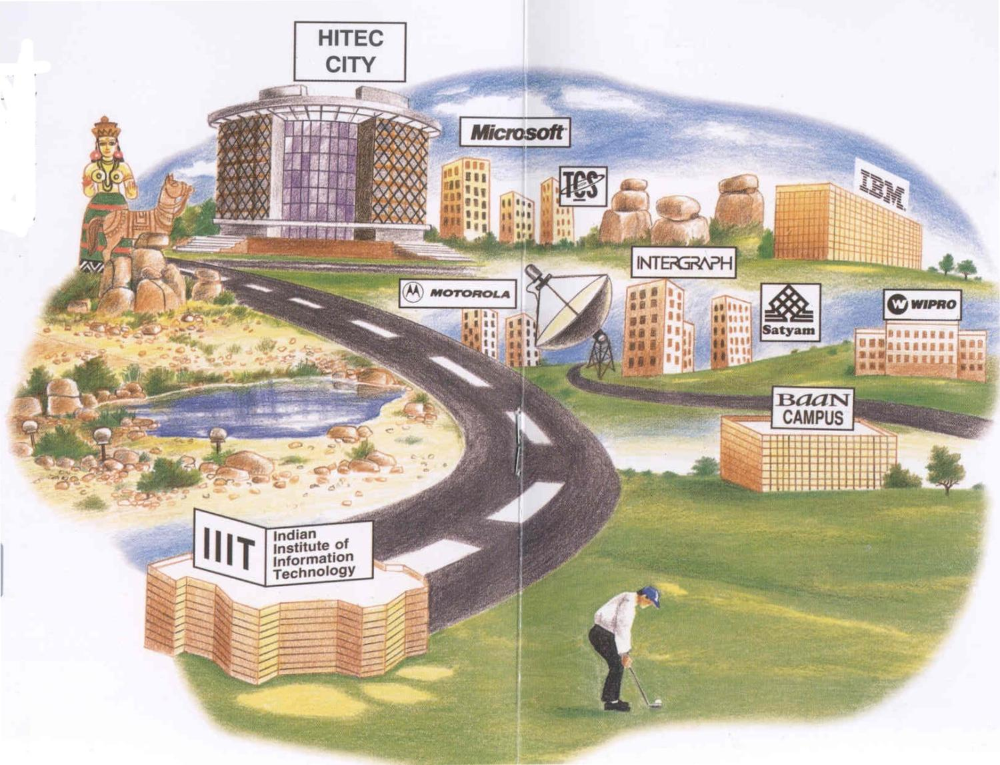 HITEC
CITY
Microsoft
TCS
IBM
INTERGRAPH
MOTOROLA
Satyam
WIPRO
BaaN
CAMPUS
IIIT
Indian
Institute of
Information
Technology